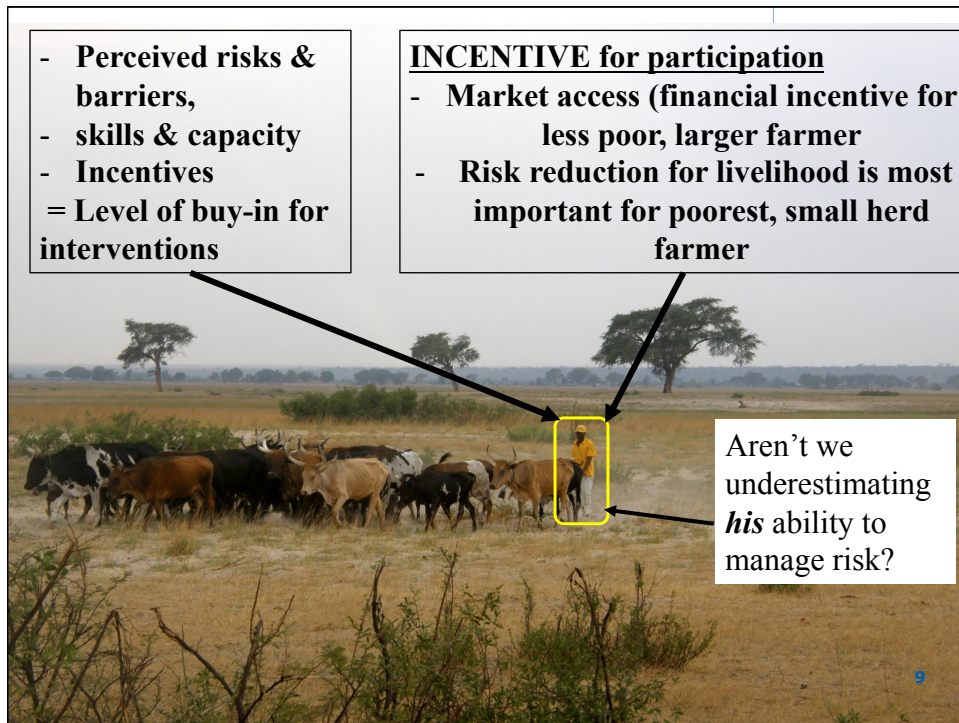 - Perceived risks &
barriers,
- skills & capacity
- Incentives
= Level of buy-in for
interventions
INCENTIVE for participation
- Market access (financial incentive for
less poor, larger farmer
- Risk reduction for livelihood is most
important for poorest, small herd
farmer
Aren’t we
underestimating
his ability to
manage risk?
9